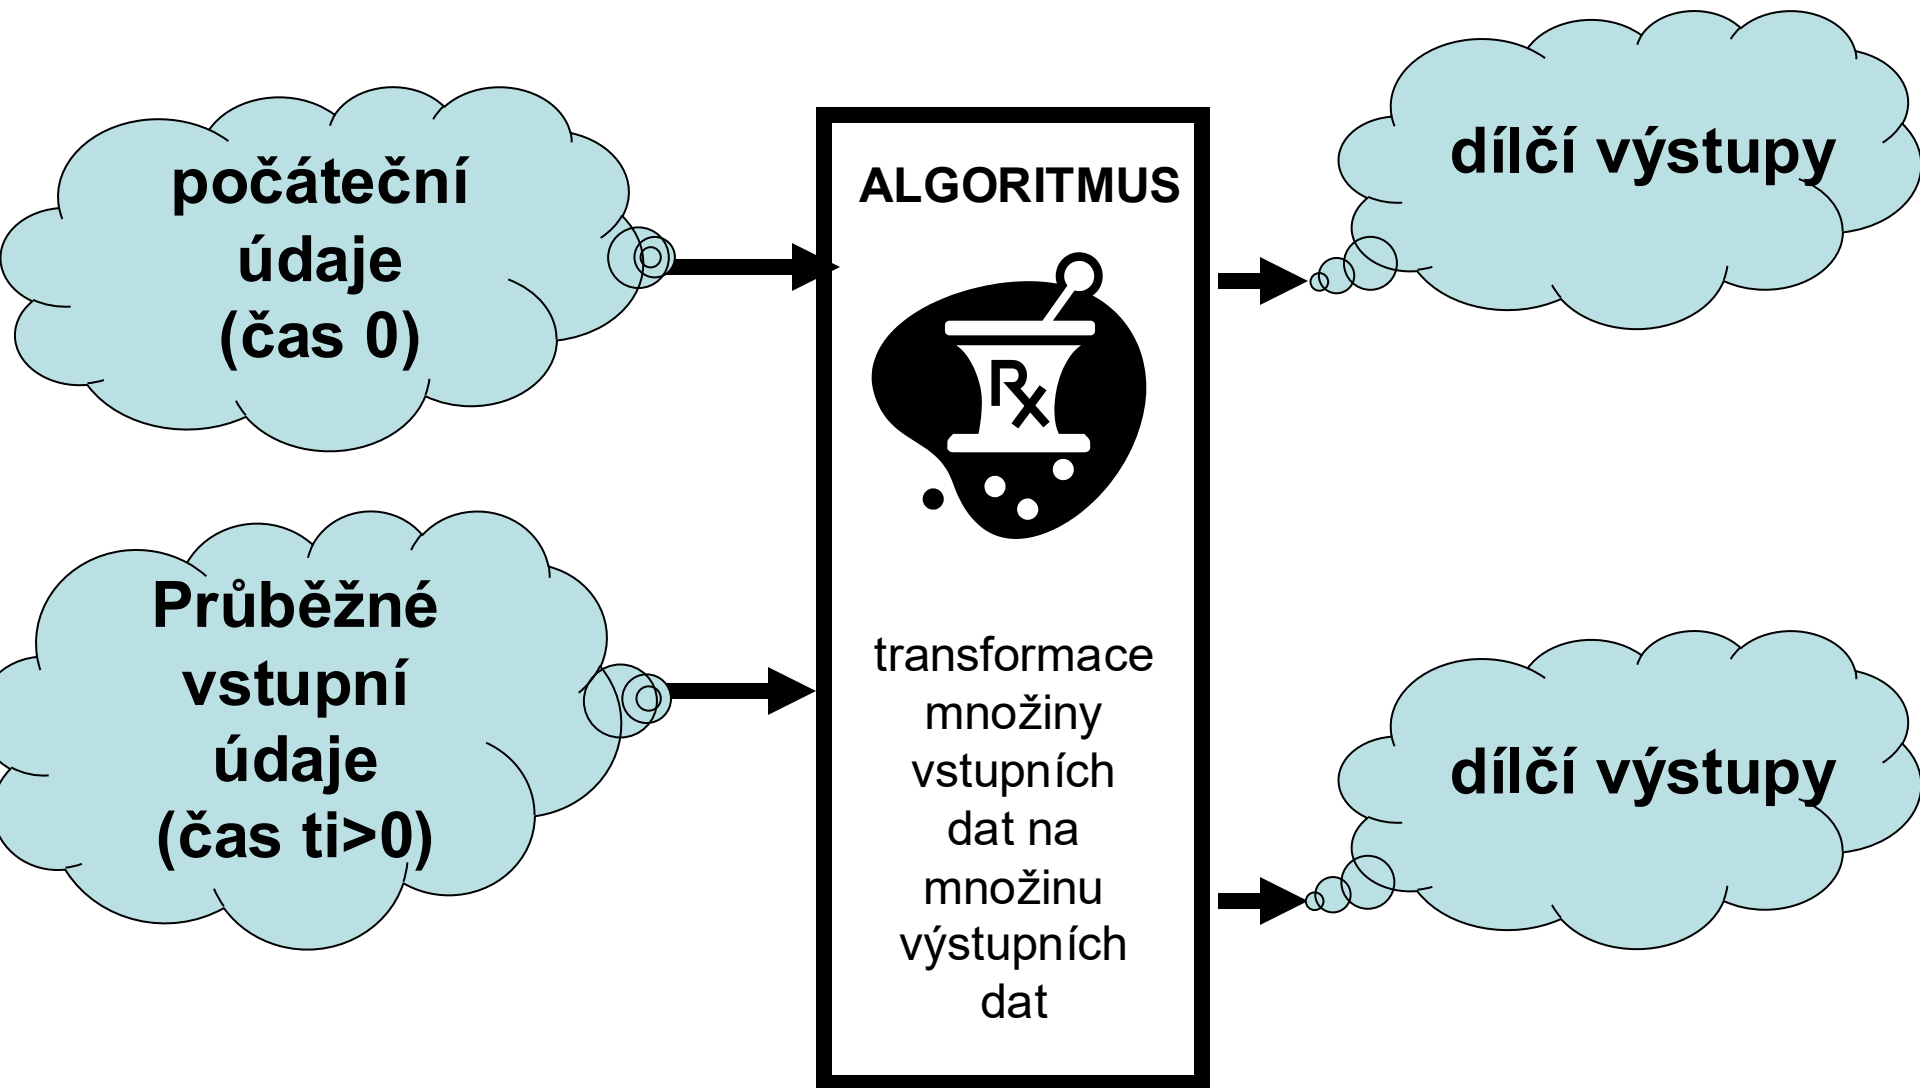 počáteční
údaje
(čas 0)
Průběžné
vstupní
údaje
(čas ti>0)
ALGORITMUS
Rx
transformace
množiny
vstupních
dat na
množinu
výstupních
dat
dílčí výstupy
dílčí výstupy